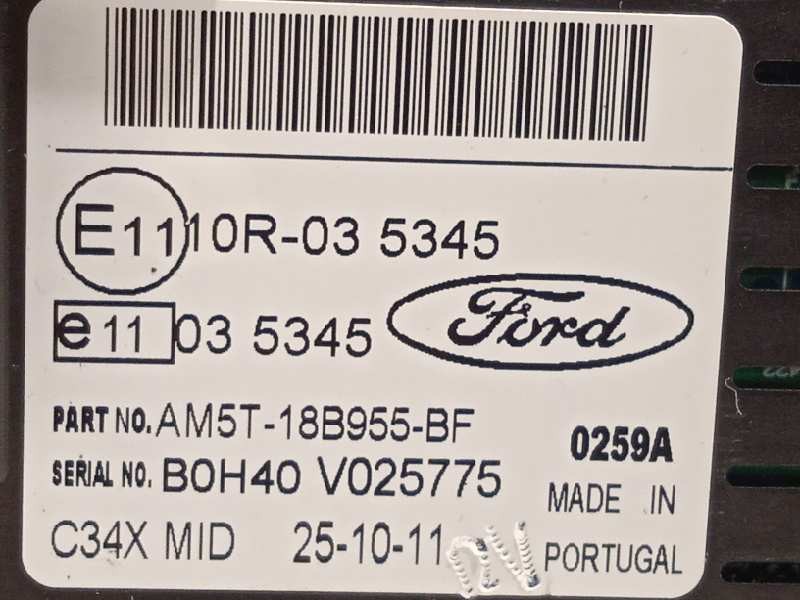 E11 10R-03 5345
e11 03 5345
Ford
PART NO. AM5T-18B955-BF
0259A
SERIAL NO. B0H40 V025775
MADE IN
C34X MID 25-10-11
PORTUGAL